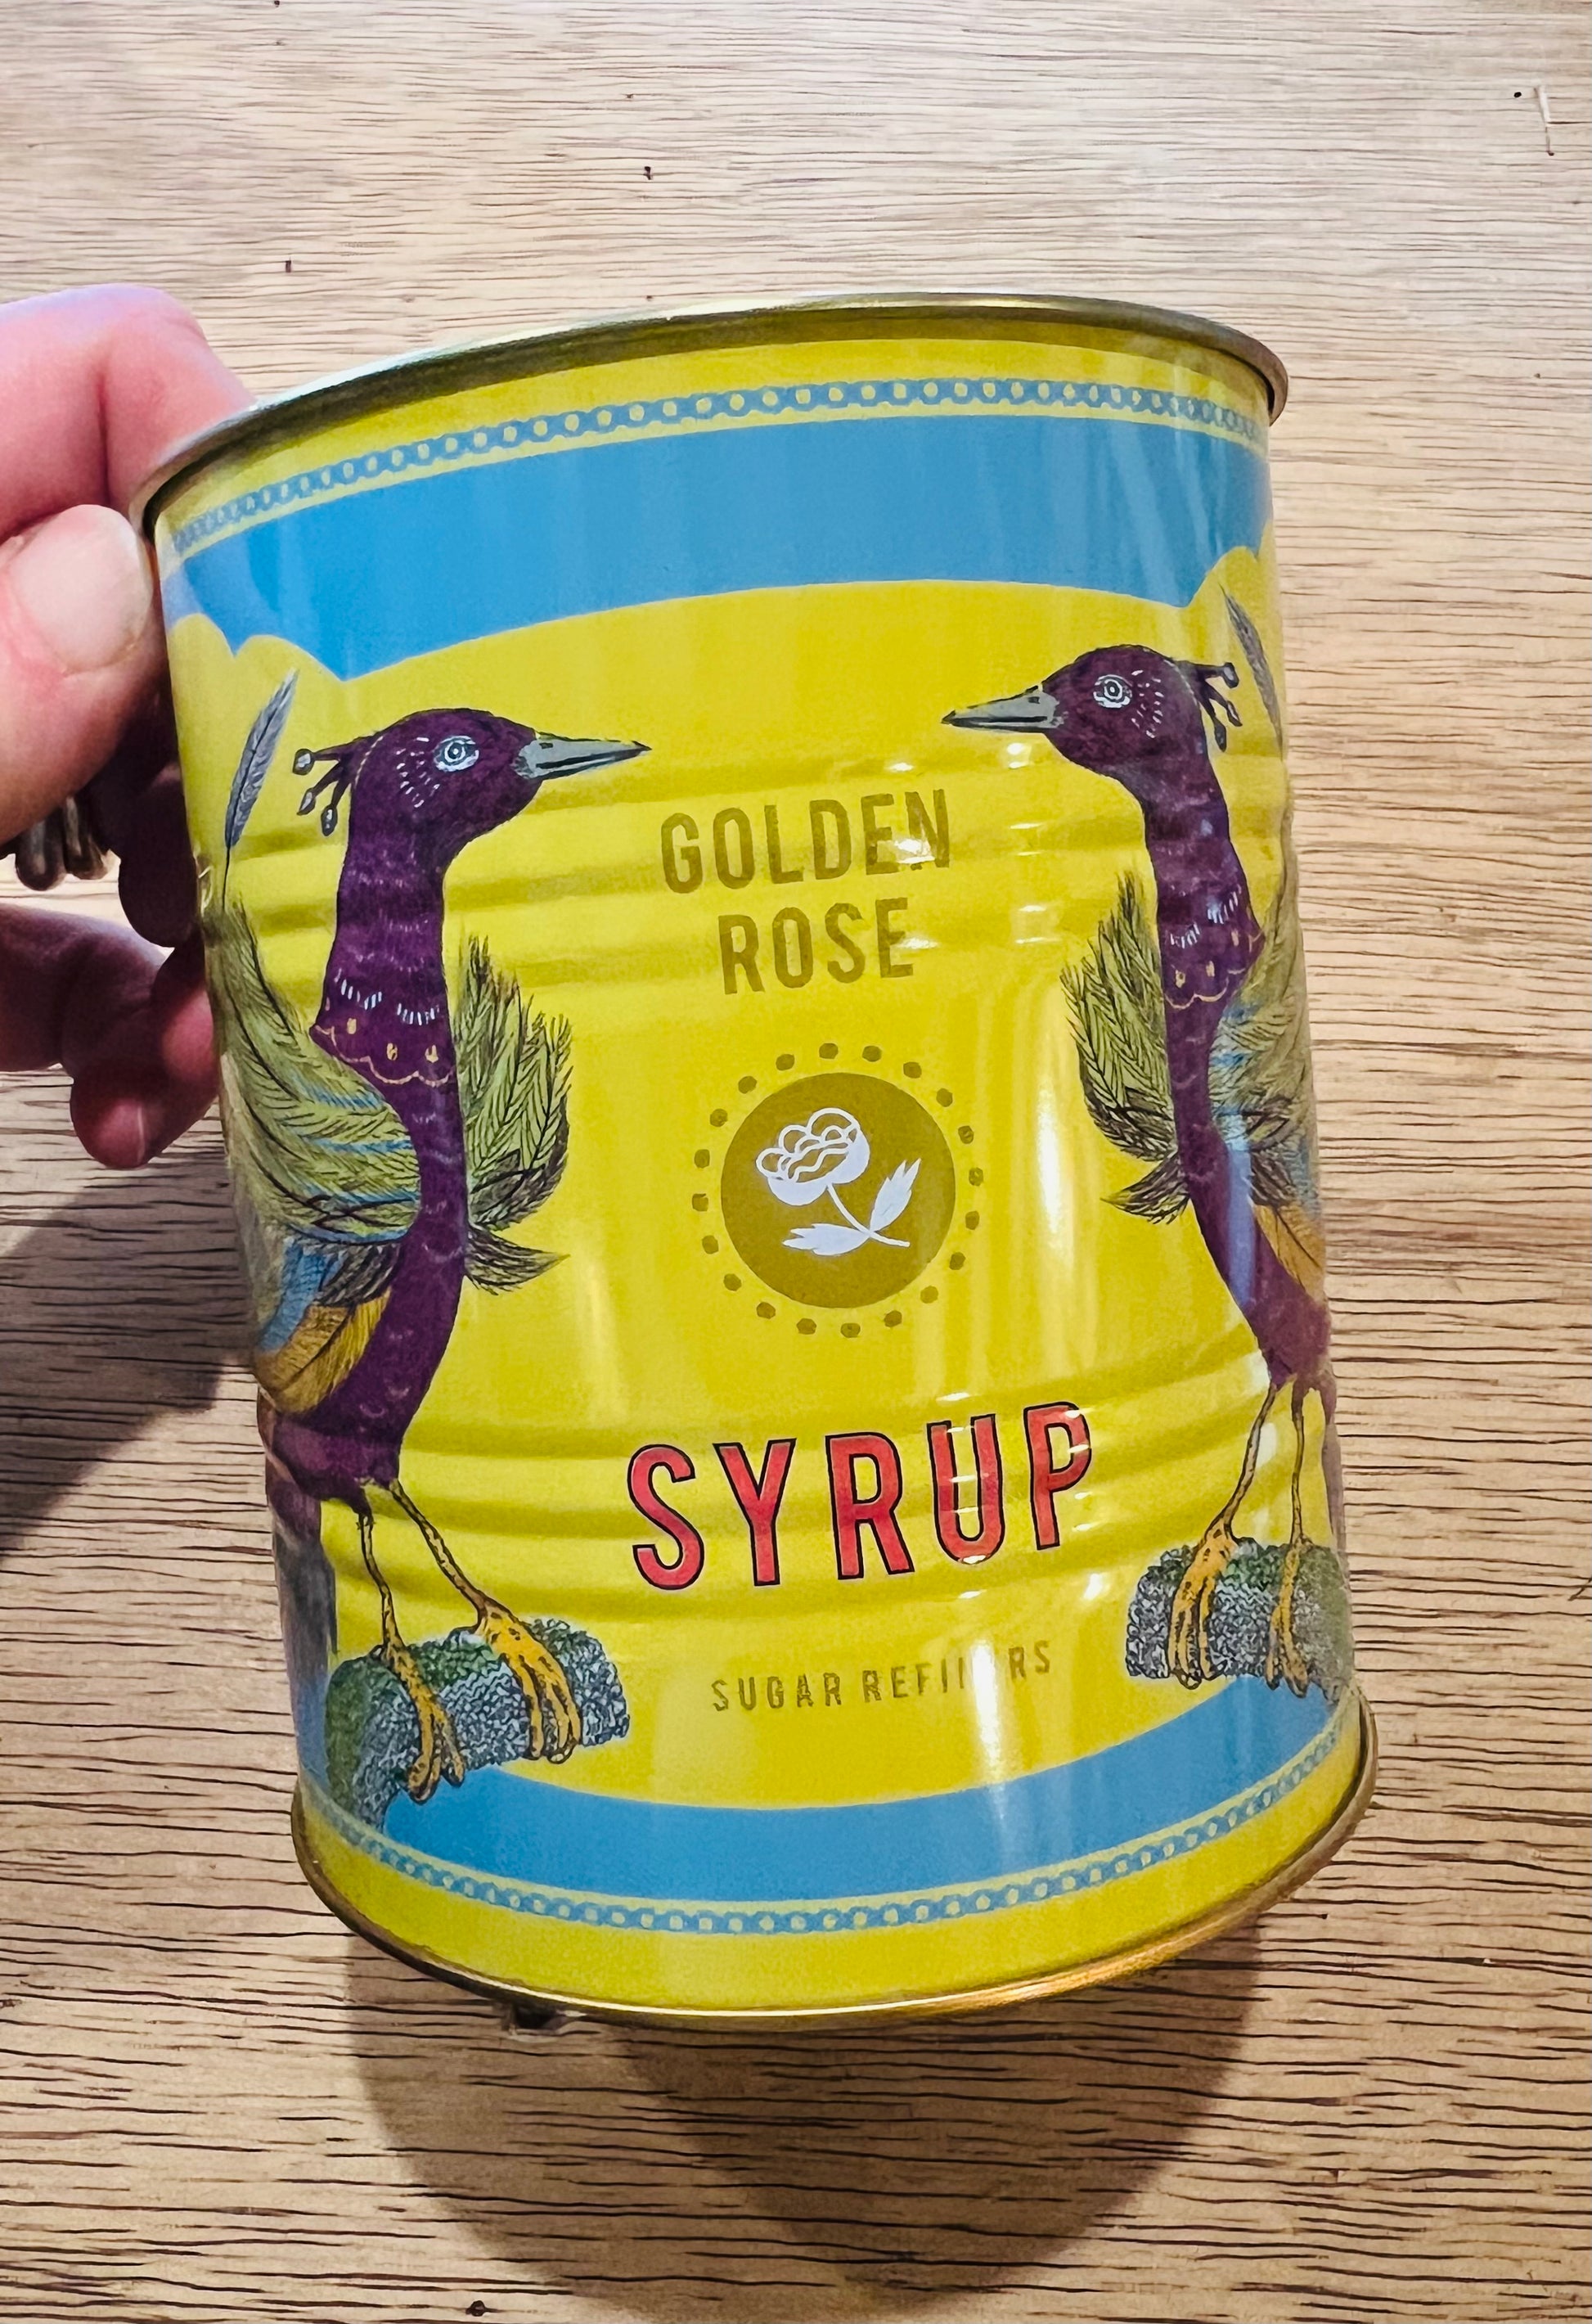 GOLDEN
ROSE
SYRUP
SUGAR REFINERS